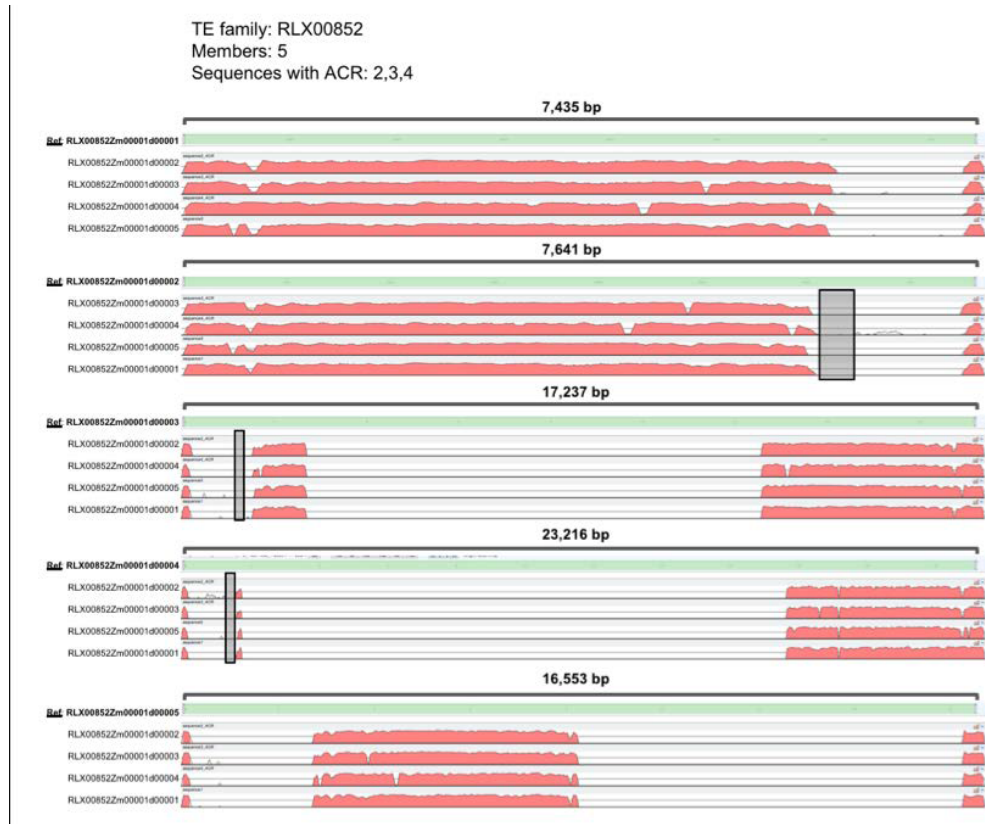 TE family: RLX00852
Members: 5
Sequences with ACR: 2,3,4
7,435 bp
Ref: RLX00852Zm00001d00001
RLX00852Zm00001d00002
RLX00852Zm00001d00003
RLX00852Zm00001d00004
RLX00852Zm00001d00005
7,641 bp
Ref: RLX00852Zm00001d00002
RLX00852Zm00001d00003
RLX00852Zm00001d00004
RLX00852Zm00001d00005
RLX00852Zm00001d00001
17,237 bp
Ref: RLX00852Zm00001d00003
RLX00852Zm00001d00002
RLX00852Zm00001d00004
RLX00852Zm00001d00005
RLX00852Zm00001d00001
23,216 bp
Ref: RLX00852Zm00001d00004
RLX00852Zm00001d00002
RLX00852Zm00001d00003
RLX00852Zm00001d00005
RLX00852Zm00001d00001
16,553 bp
Ref: RLX00852Zm00001d00005
RLX00852Zm00001d00002
RLX00852Zm00001d00003
RLX00852Zm00001d00004
RLX00852Zm00001d00001